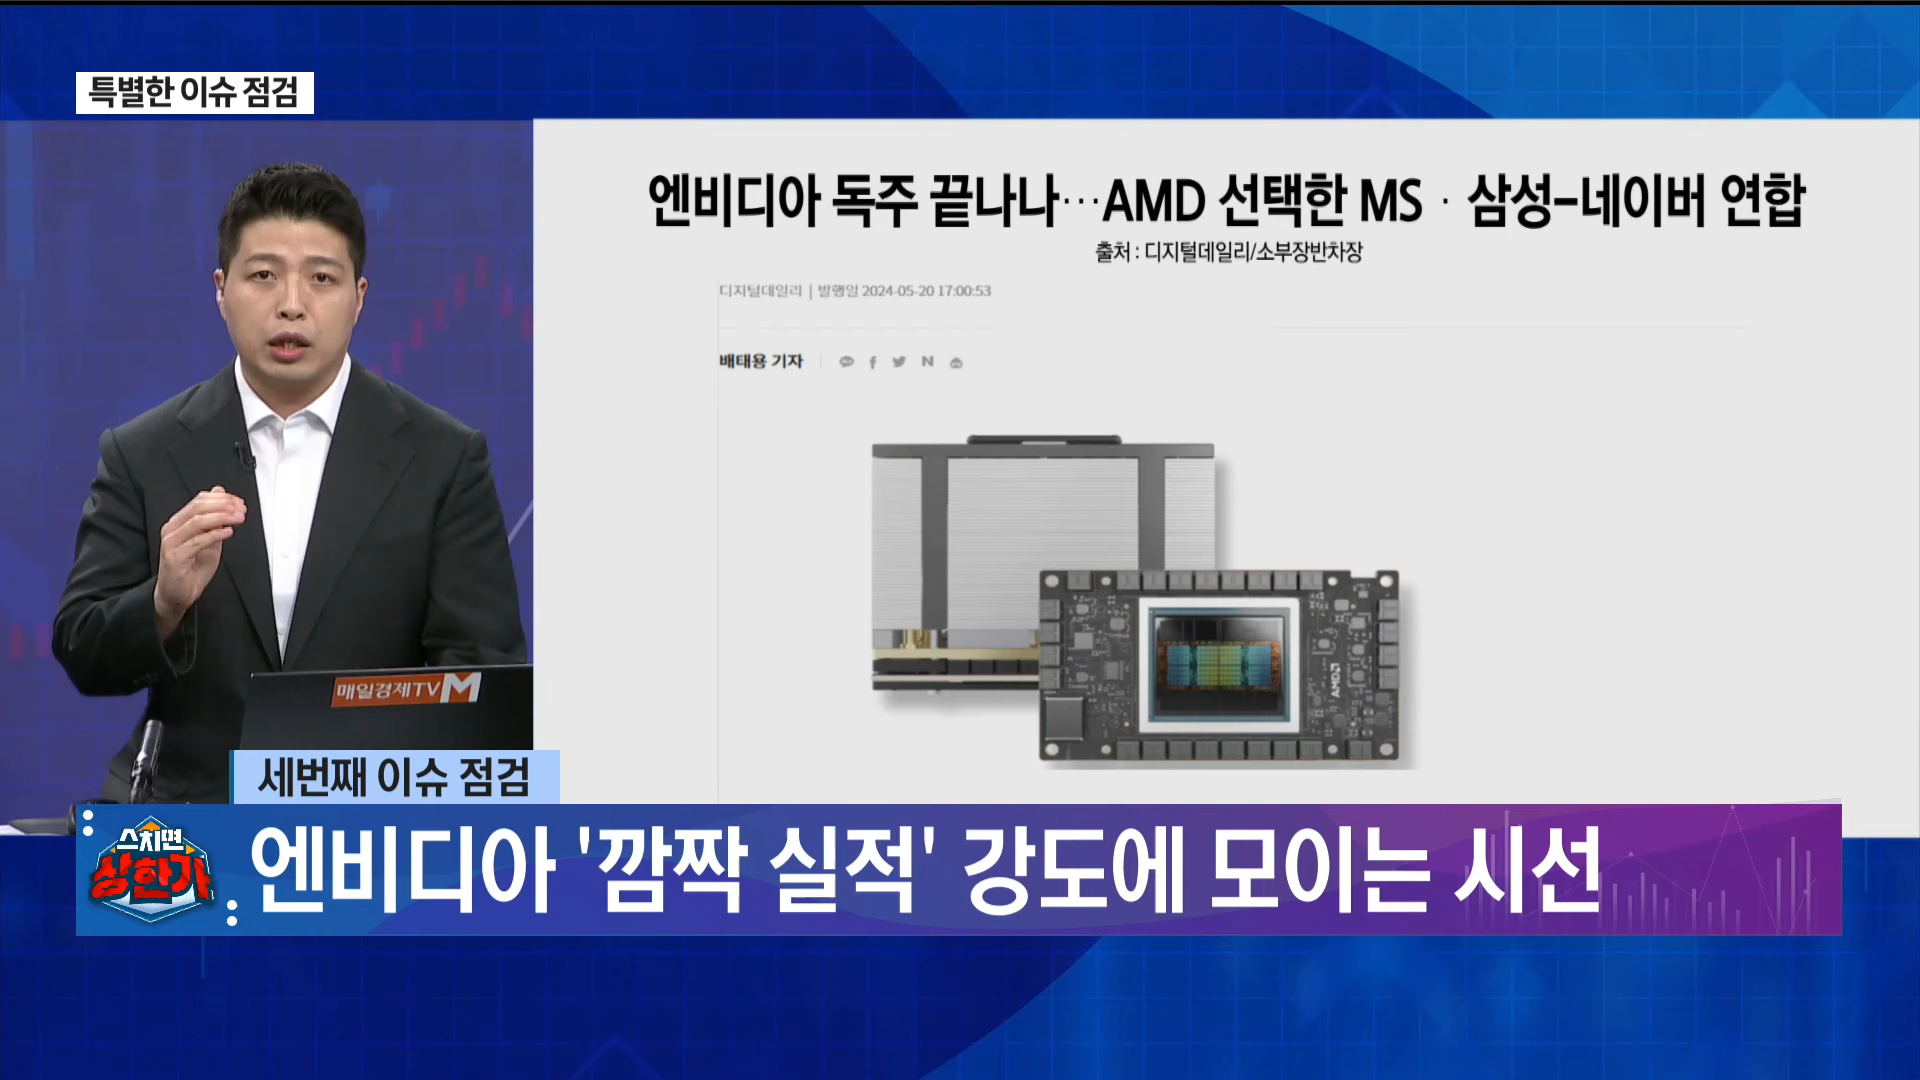 특별한 이슈 점검
엔비디아 독주 끝나나…AMD 선택한 MS · 삼성-네이버 연합
출처 : 디지털데일리/소부장반차장
디지털데일리 | 발행일 2024-05-20 17:00:53
배태용 기자
N
AMD
매일경제TV M
세번째 이슈 점검
스치면
상한가
엔비디아 '깜짝 실적' 강도에 모이는 시선